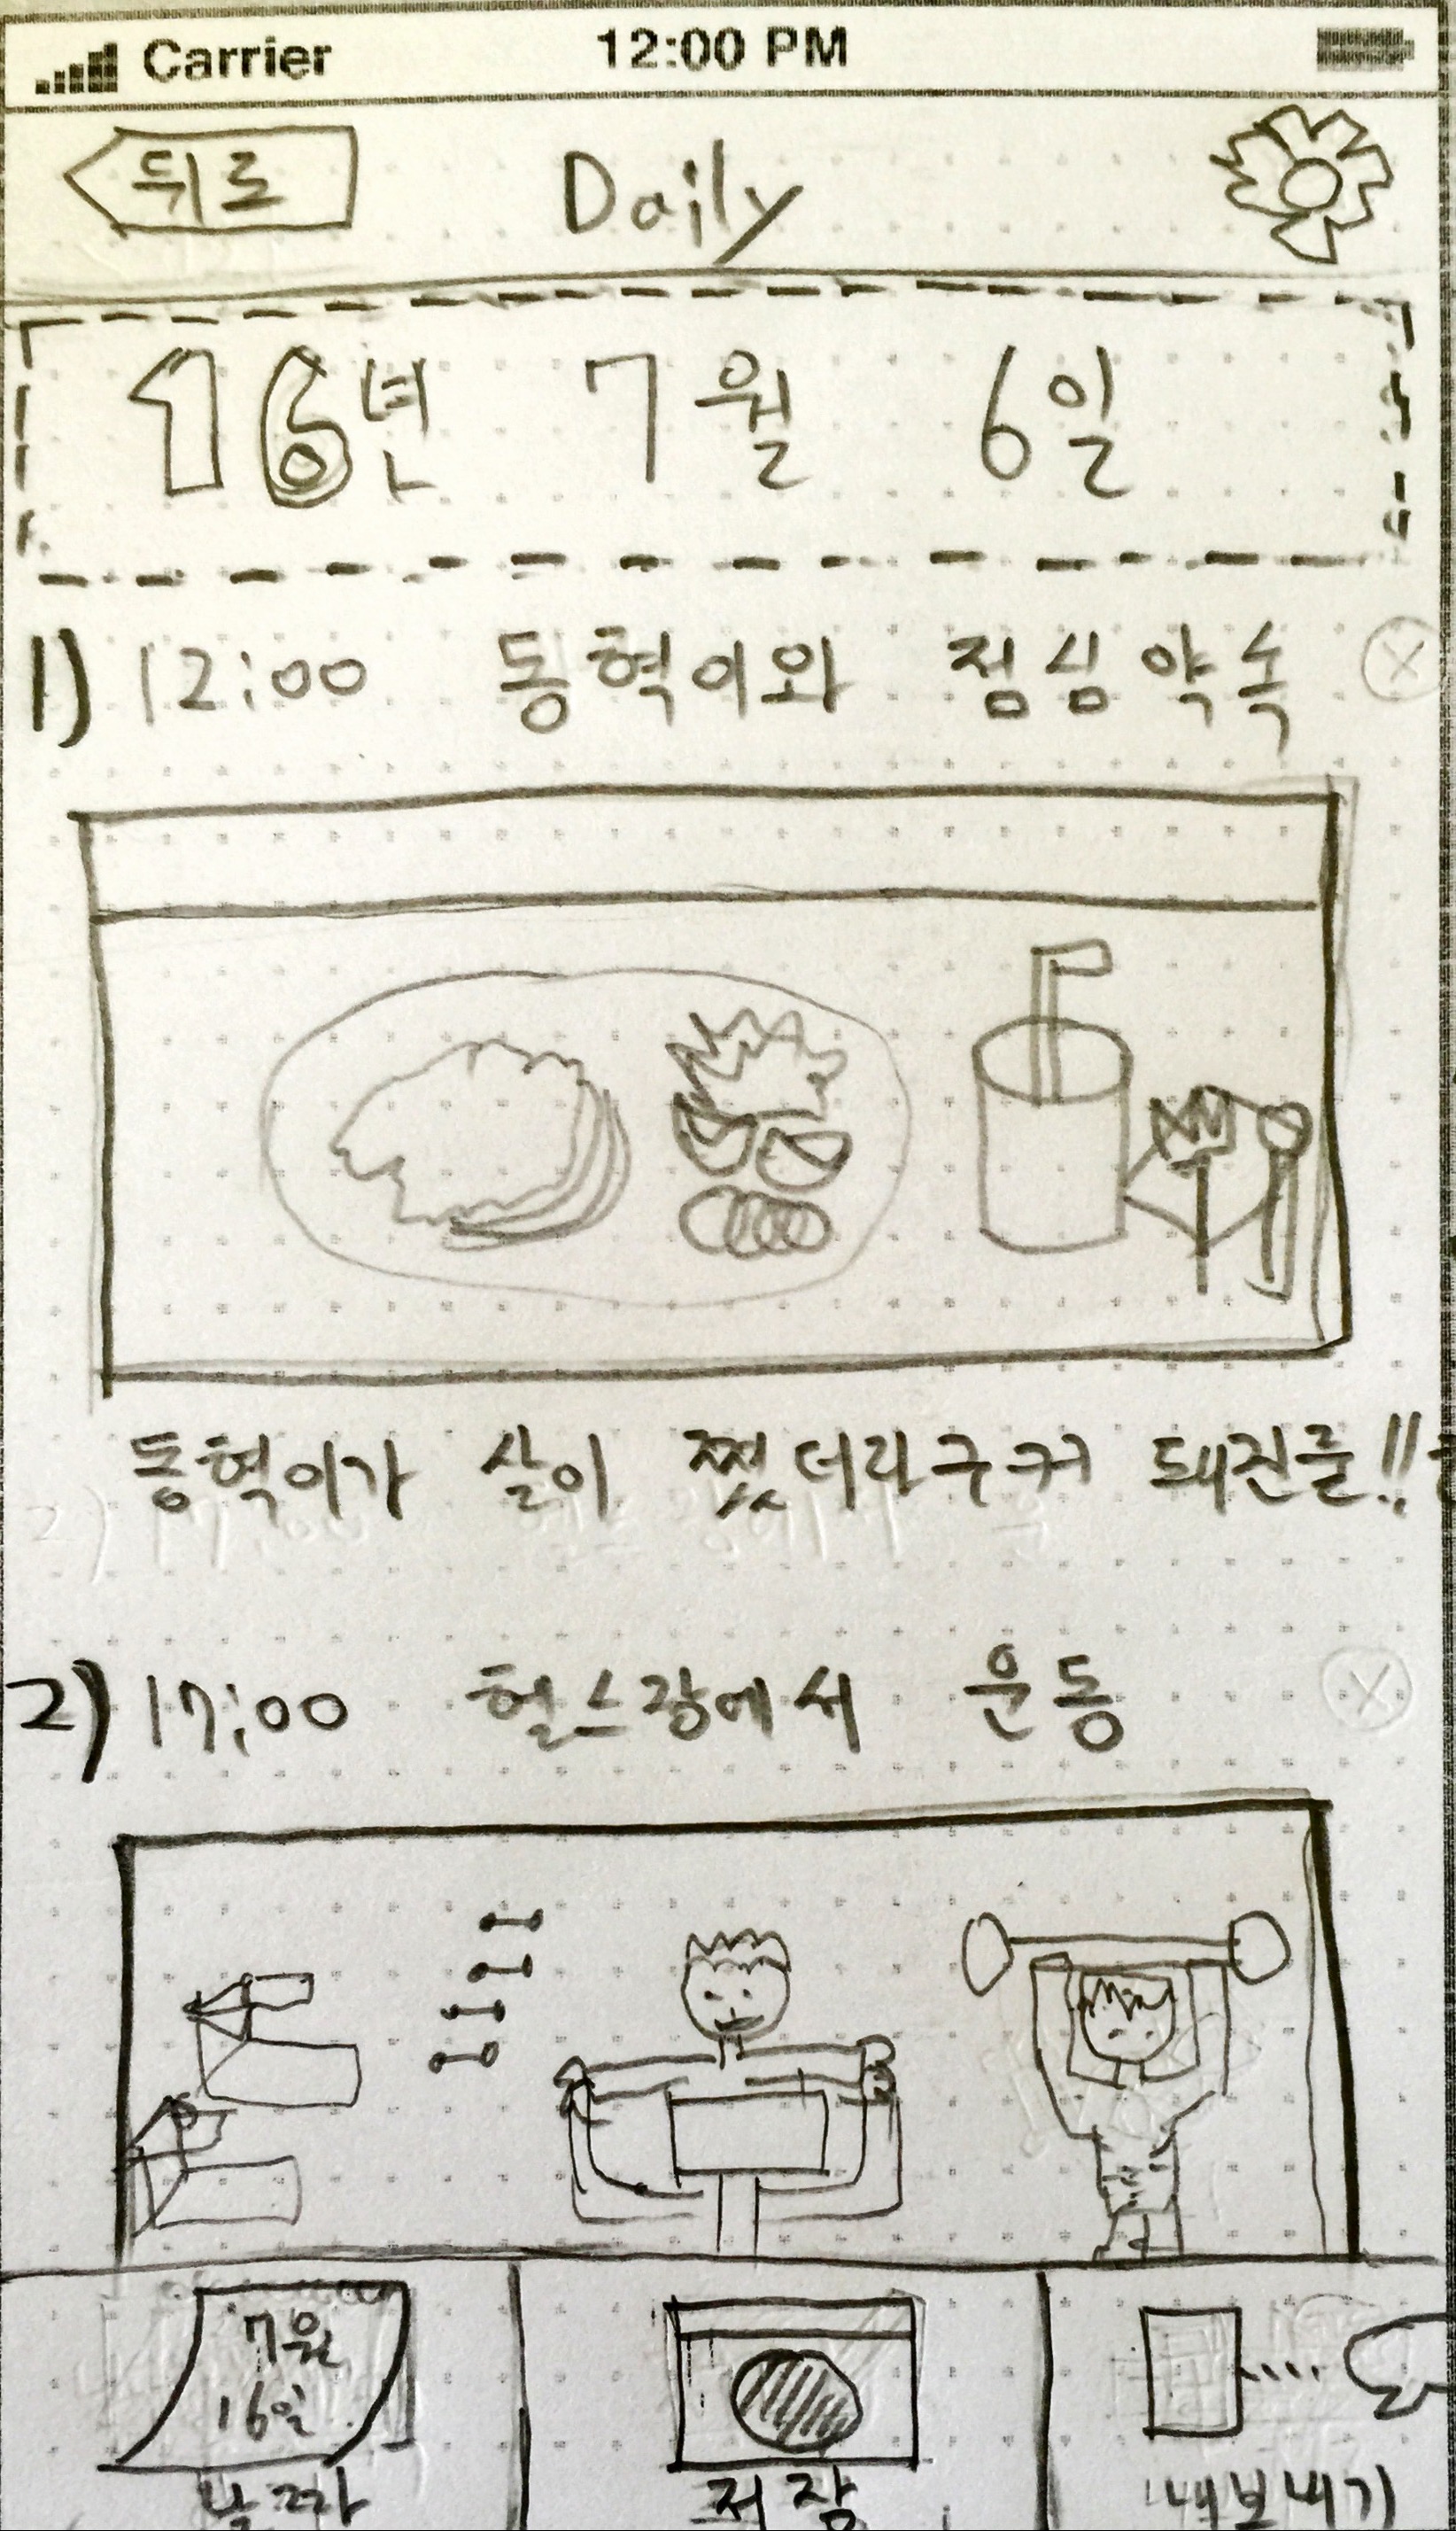 Carrier 12:00 PM
뒤로 Daily
16년 7월 6일
1) 12:00 동혁이와 점심약속 X
동혁이가 살이 쪘더라구 돼진줄!!
2) 17:00 헬스장에서 운동 X
7월
16일
날짜 저장 내보내기